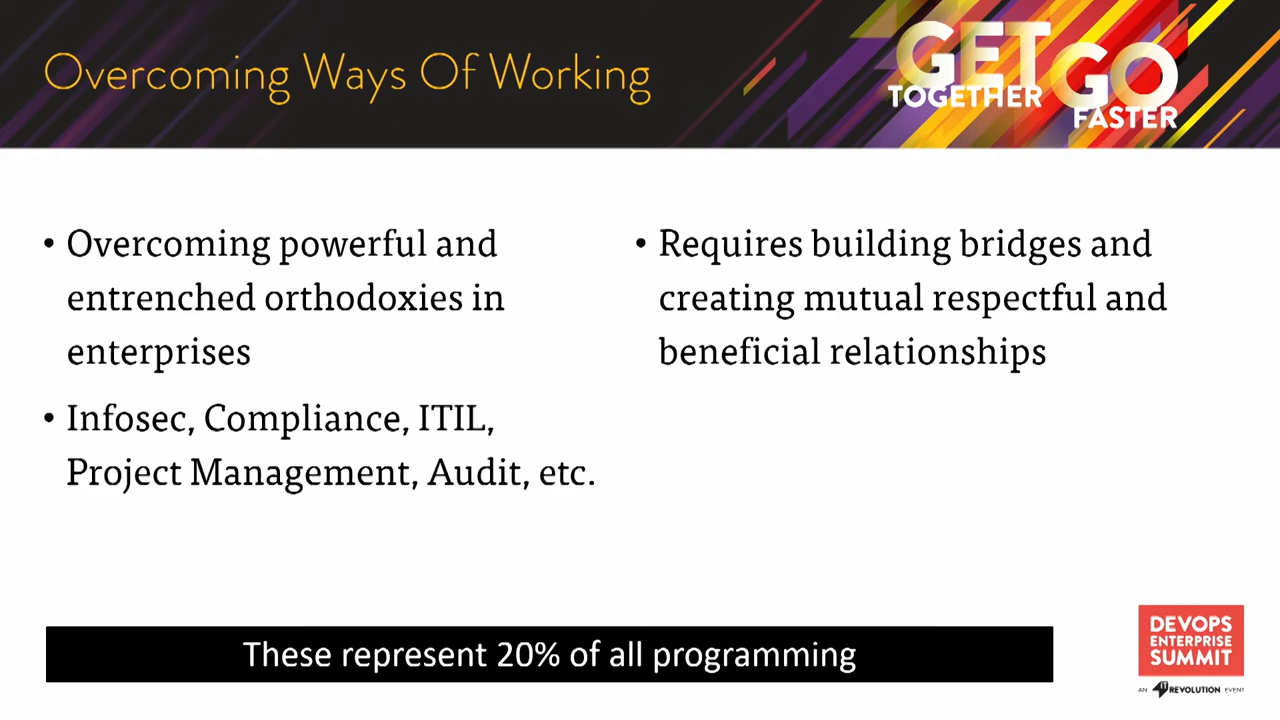 Overcoming Ways Of Working
GET
TOGETHER
GO
FASTER
• Overcoming powerful and
entrenched orthodoxies in
enterprises
• Infosec, Compliance, ITIL,
Project Management, Audit, etc.
• Requires building bridges and
creating mutual respectful and
beneficial relationships
These represent 20% of all programming
DEVOPS
ENTERPRISE
SUMMIT
AN IT REVOLUTION EVENT